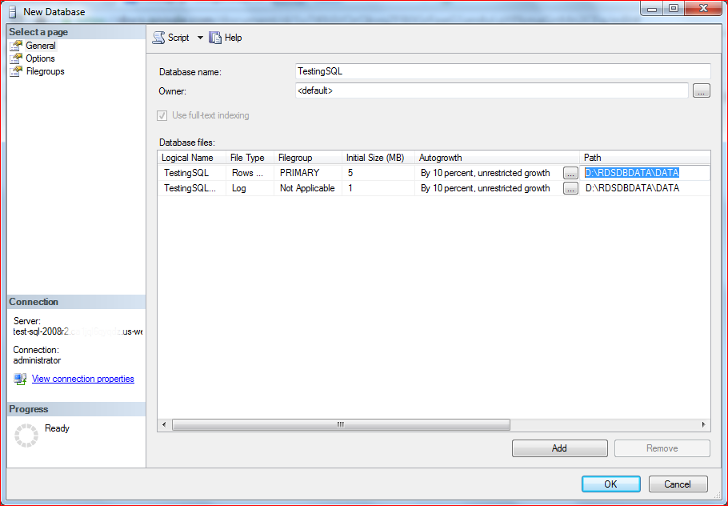 New Database
Select a page
General
Options
Filegroups
Script Help
Database name: TestingSQL
Owner: <default> ...
Use full-text indexing
Database files:
Logical Name File Type Filegroup Initial Size (MB) Autogrowth Path
TestingSQL Rows ... PRIMARY 5 By 10 percent, unrestricted growth ... D:\RDSDBDATA\DATA
TestingSQL... Log Not Applicable 1 By 10 percent, unrestricted growth ... D:\RDSDBDATA\DATA
Connection
Server:
test-sql-2008r2 us-we
Connection:
administrator
View connection properties
Progress
Ready
Add Remove
OK Cancel